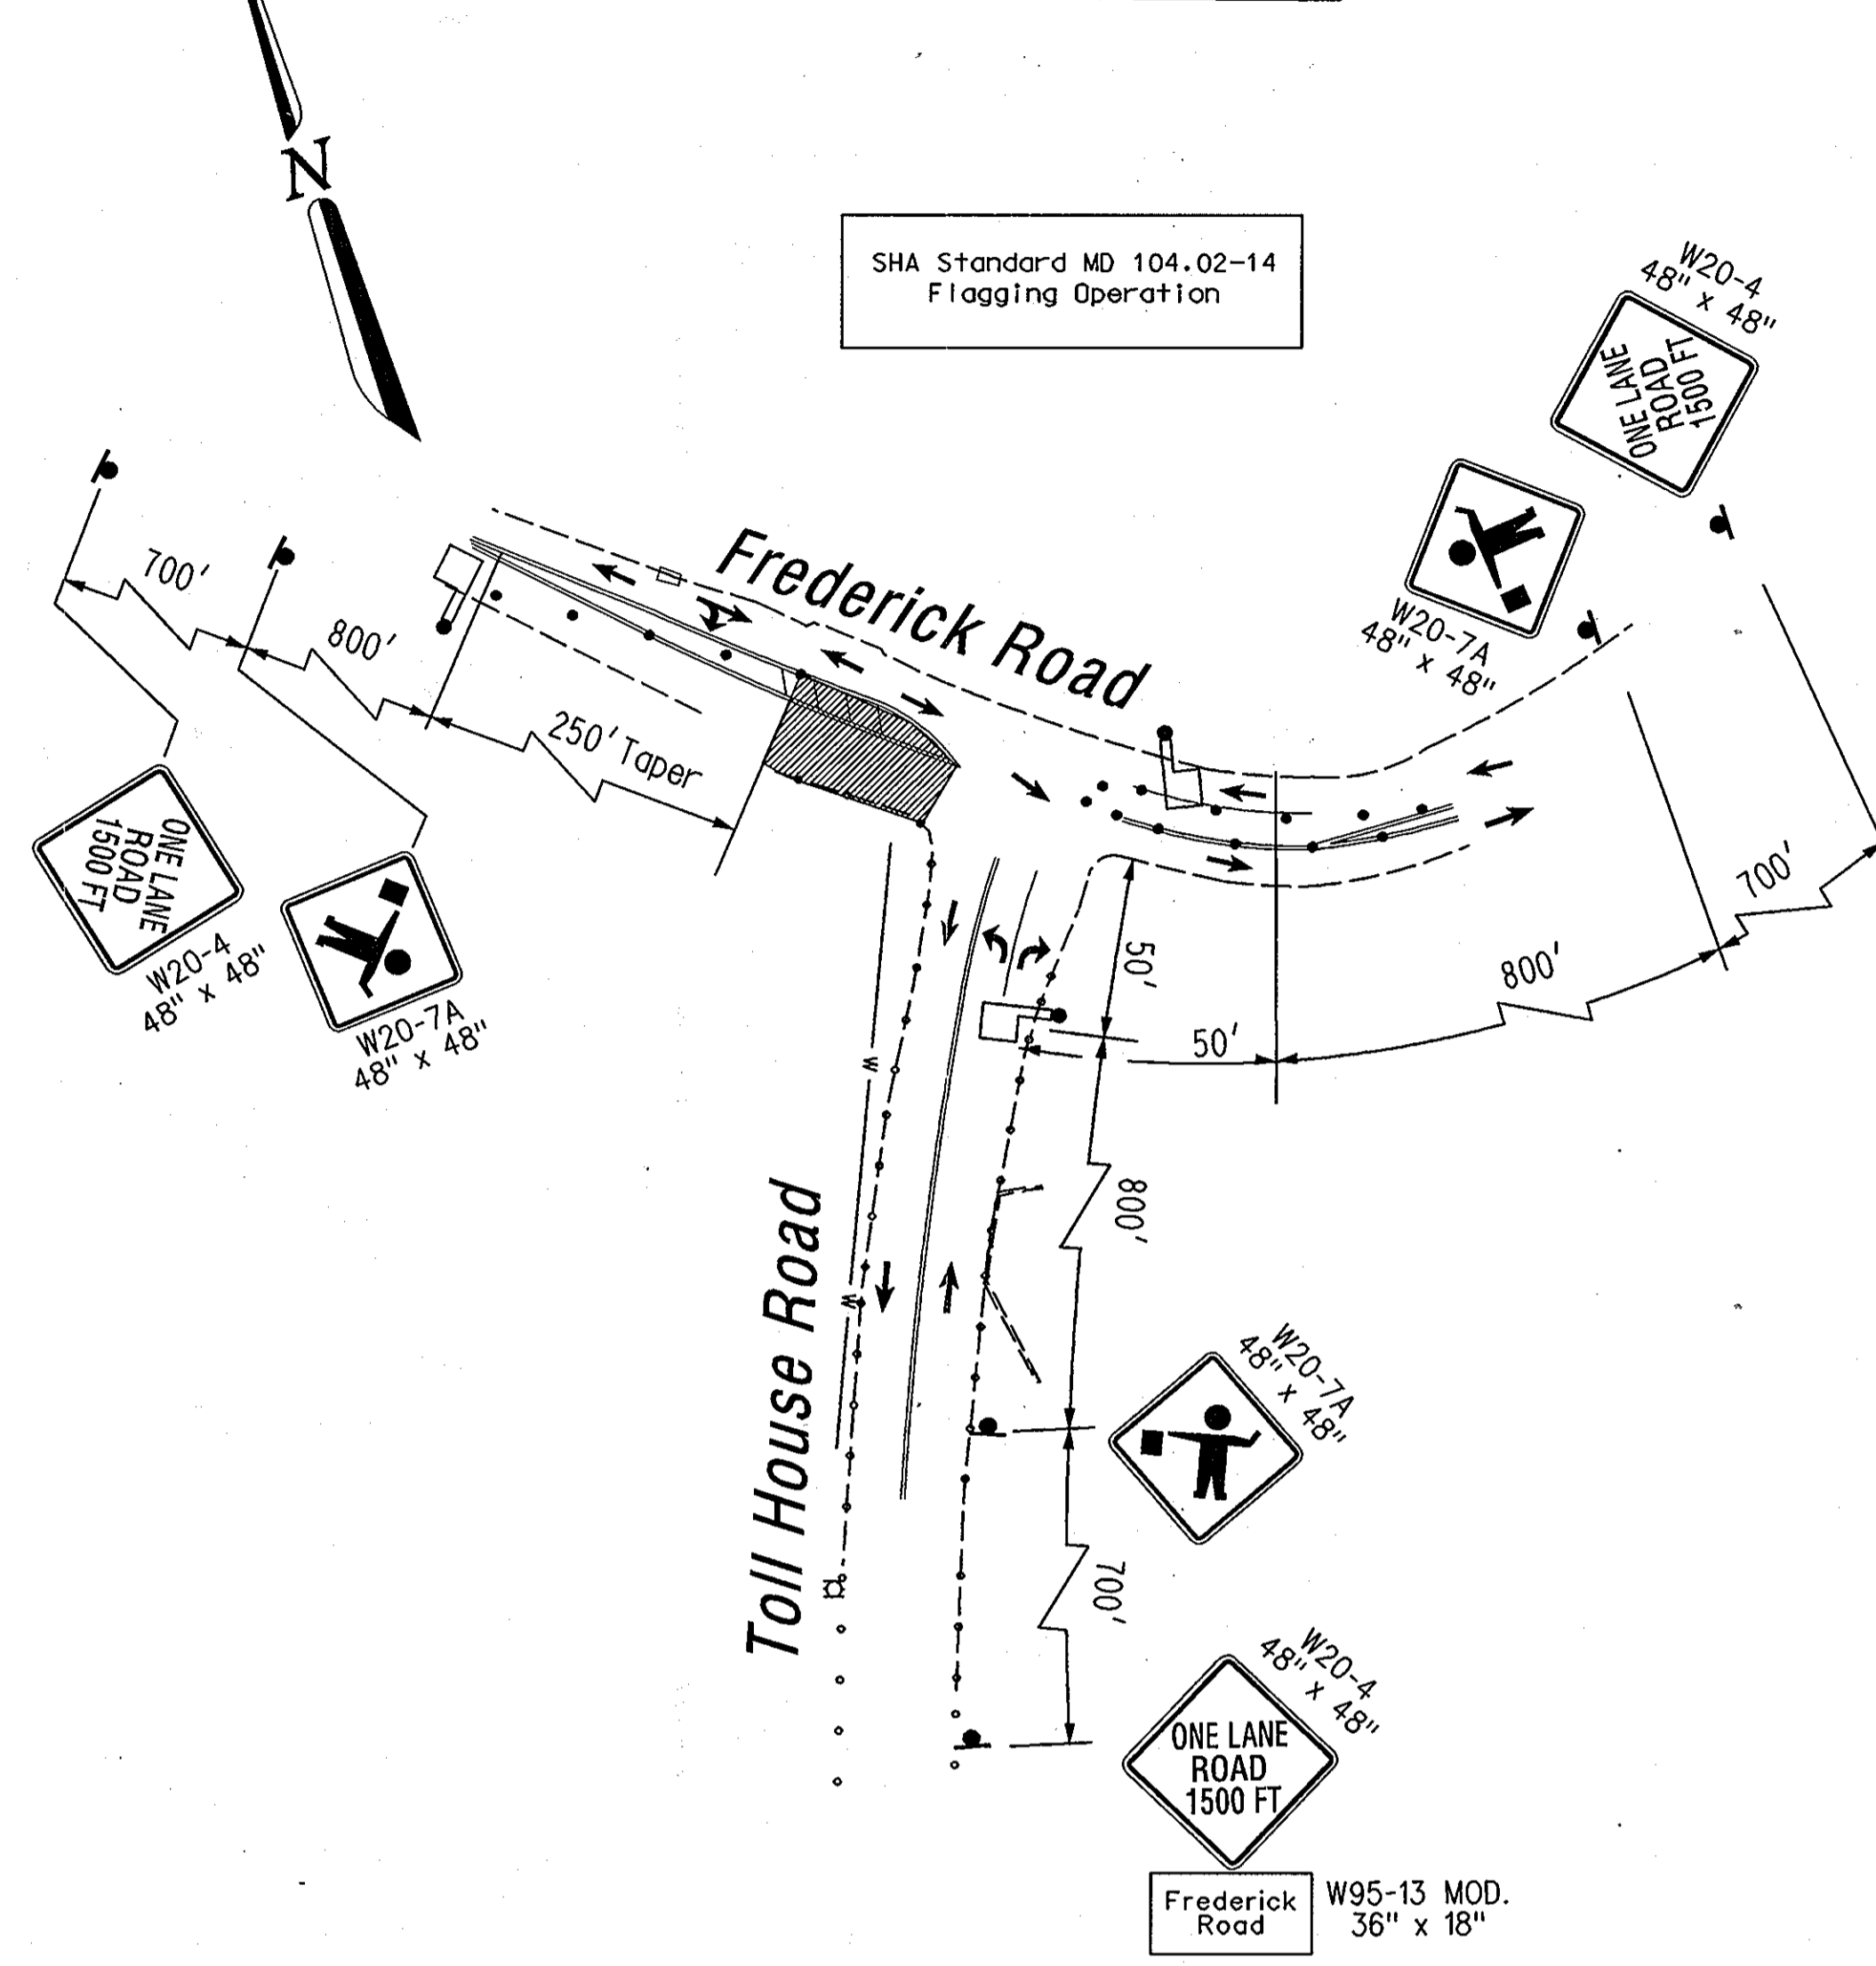 N
SHA Standard MD 104.02-14
Flagging Operation
W20-4
48" x 48"
ONE LANE
ROAD
1500 FT
W20-7A
48" x 48"
Frederick Road
700'
800'
250' Taper
ONE LANE
ROAD
1500 FT
W20-4
48" x 48"
W20-7A
48" x 48"
50'
50'
800'
700'
W
W
Toll House Road
800'
700'
W20-7A
48" x 48"
W20-4
48" x 48"
ONE LANE
ROAD
1500 FT
Frederick
Road
W95-13 MOD.
36" x 18"